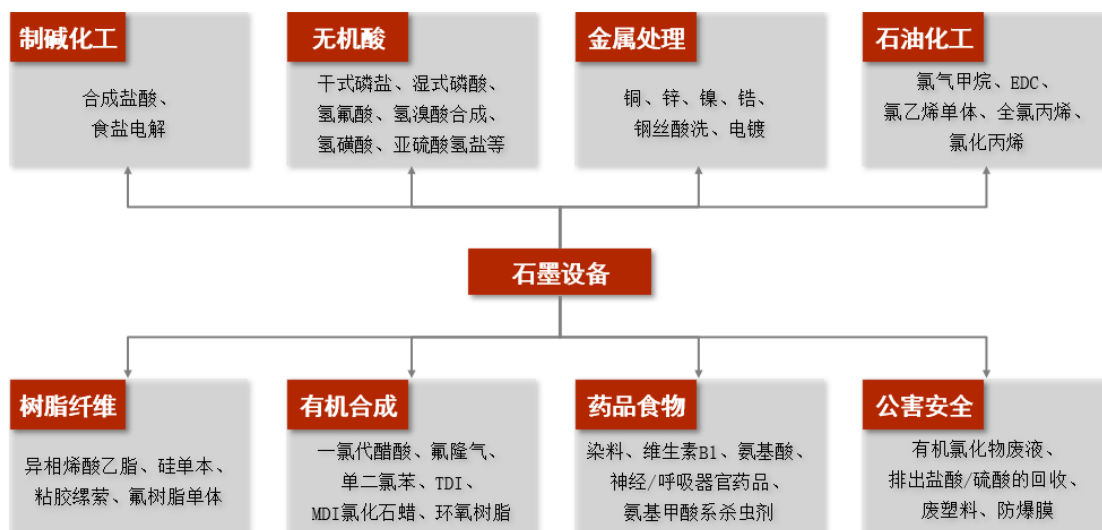 制碱化工
合成盐酸、
食盐电解
无机酸
干式磷盐、湿式磷酸、
氢氟酸、氢溴酸合成、
氢磺酸、亚硫酸氢盐等
金属处理
铜、锌、镍、锆、
钢丝酸洗、电镀
石油化工
氯气甲烷、EDC、
氯乙烯单体、全氯丙烯、
氯化丙烯
石墨设备
树脂纤维
异相烯酸乙脂、硅单本、
粘胶缧萦、氟树脂单体
有机合成
一氯代醋酸、氟隆气、
单二氯苯、TDI、
MDI氯化石蜡、环氧树脂
药品食物
染料、维生素B1、氨基酸、
神经/呼吸器官药品、
氨基甲酸系杀虫剂
公害安全
有机氯化物废液、
排出盐酸/硫酸的回收、
废塑料、防爆膜